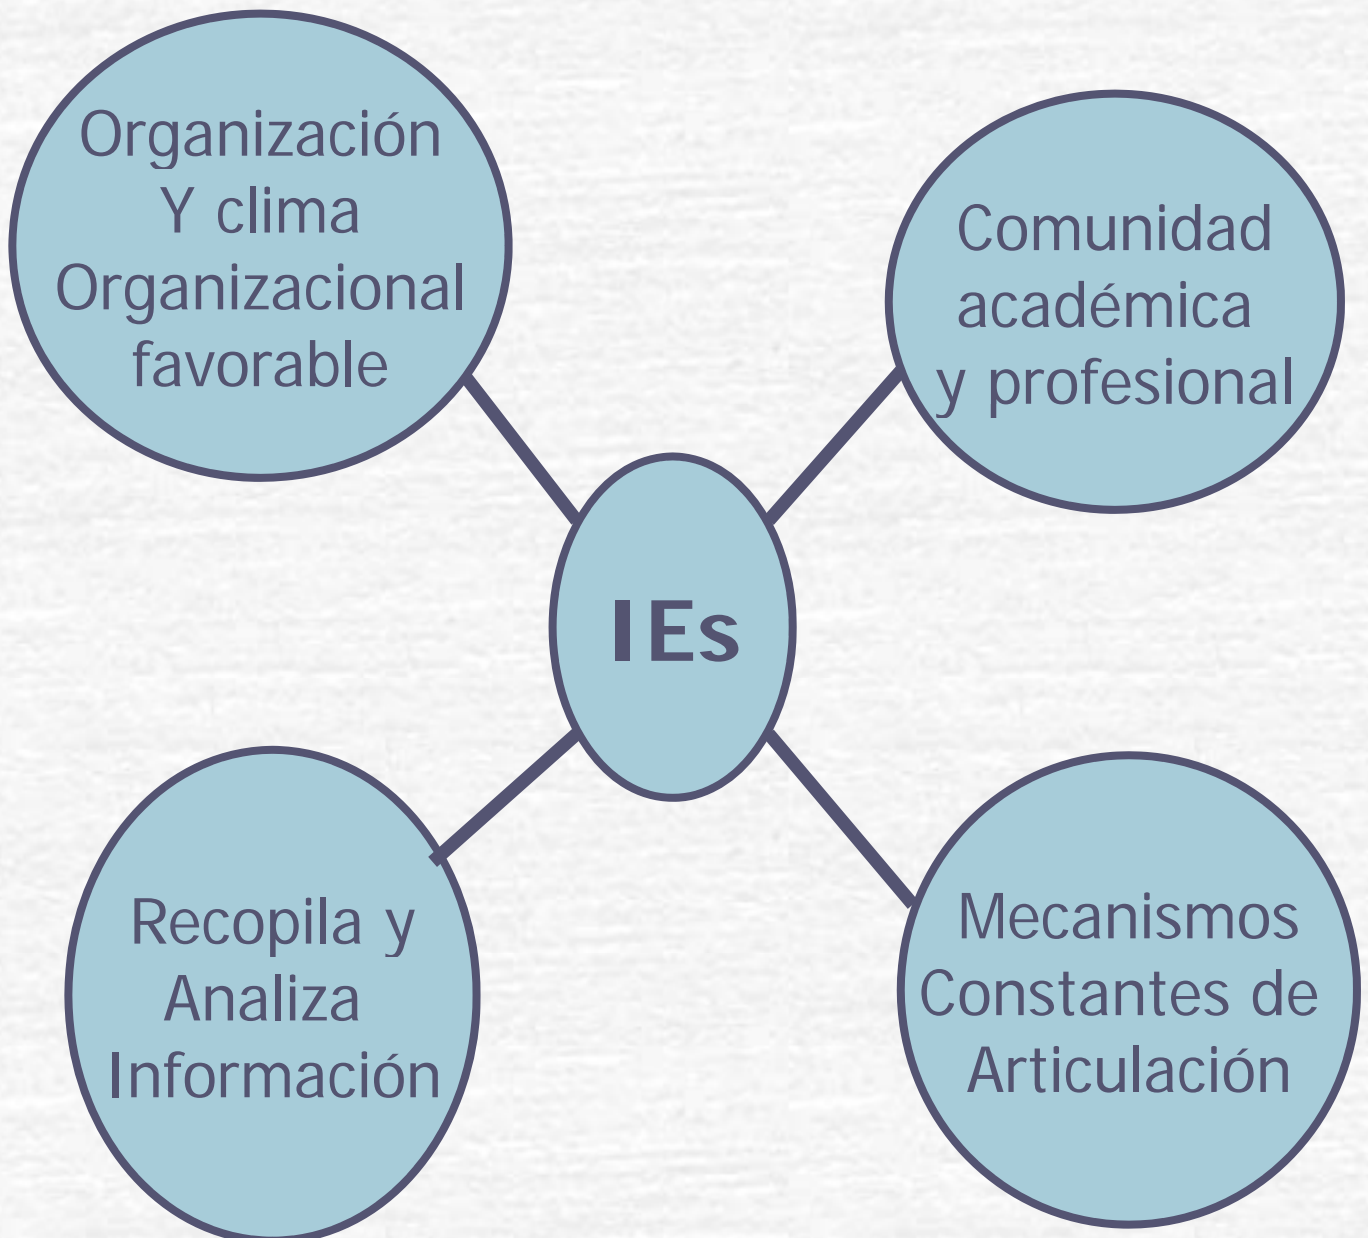 Organización
Y clima
Organizacional
favorable
Comunidad
académica
y profesional
IEs
Recopila y
Analiza
Información
Mecanismos
Constantes de
Articulación